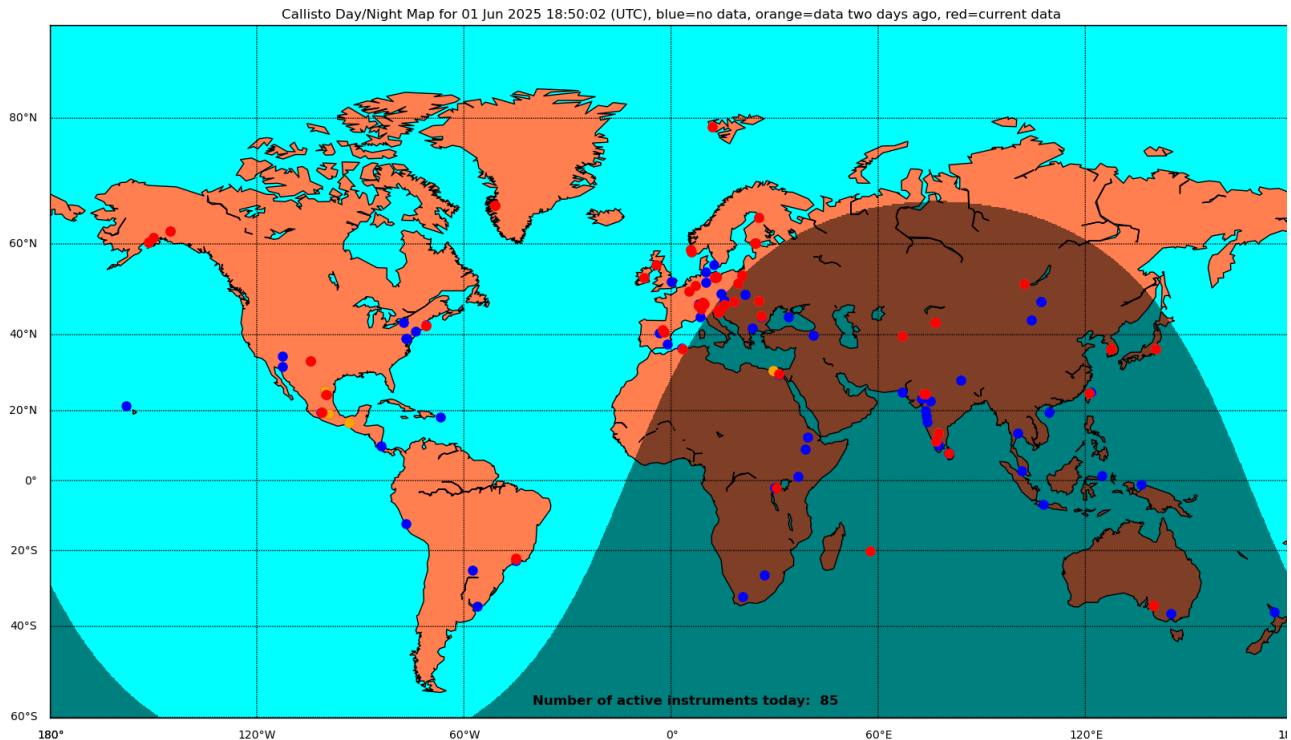 Callisto Day/Night Map for 01 Jun 2025 18:50:02 (UTC), blue=no data, orange=data two days ago, red=current data
80°N
60°N
40°N
20°N
0°
20°S
40°S
60°S
Number of active instruments today: 85
180°
120°W
60°W
0°
60°E
120°E